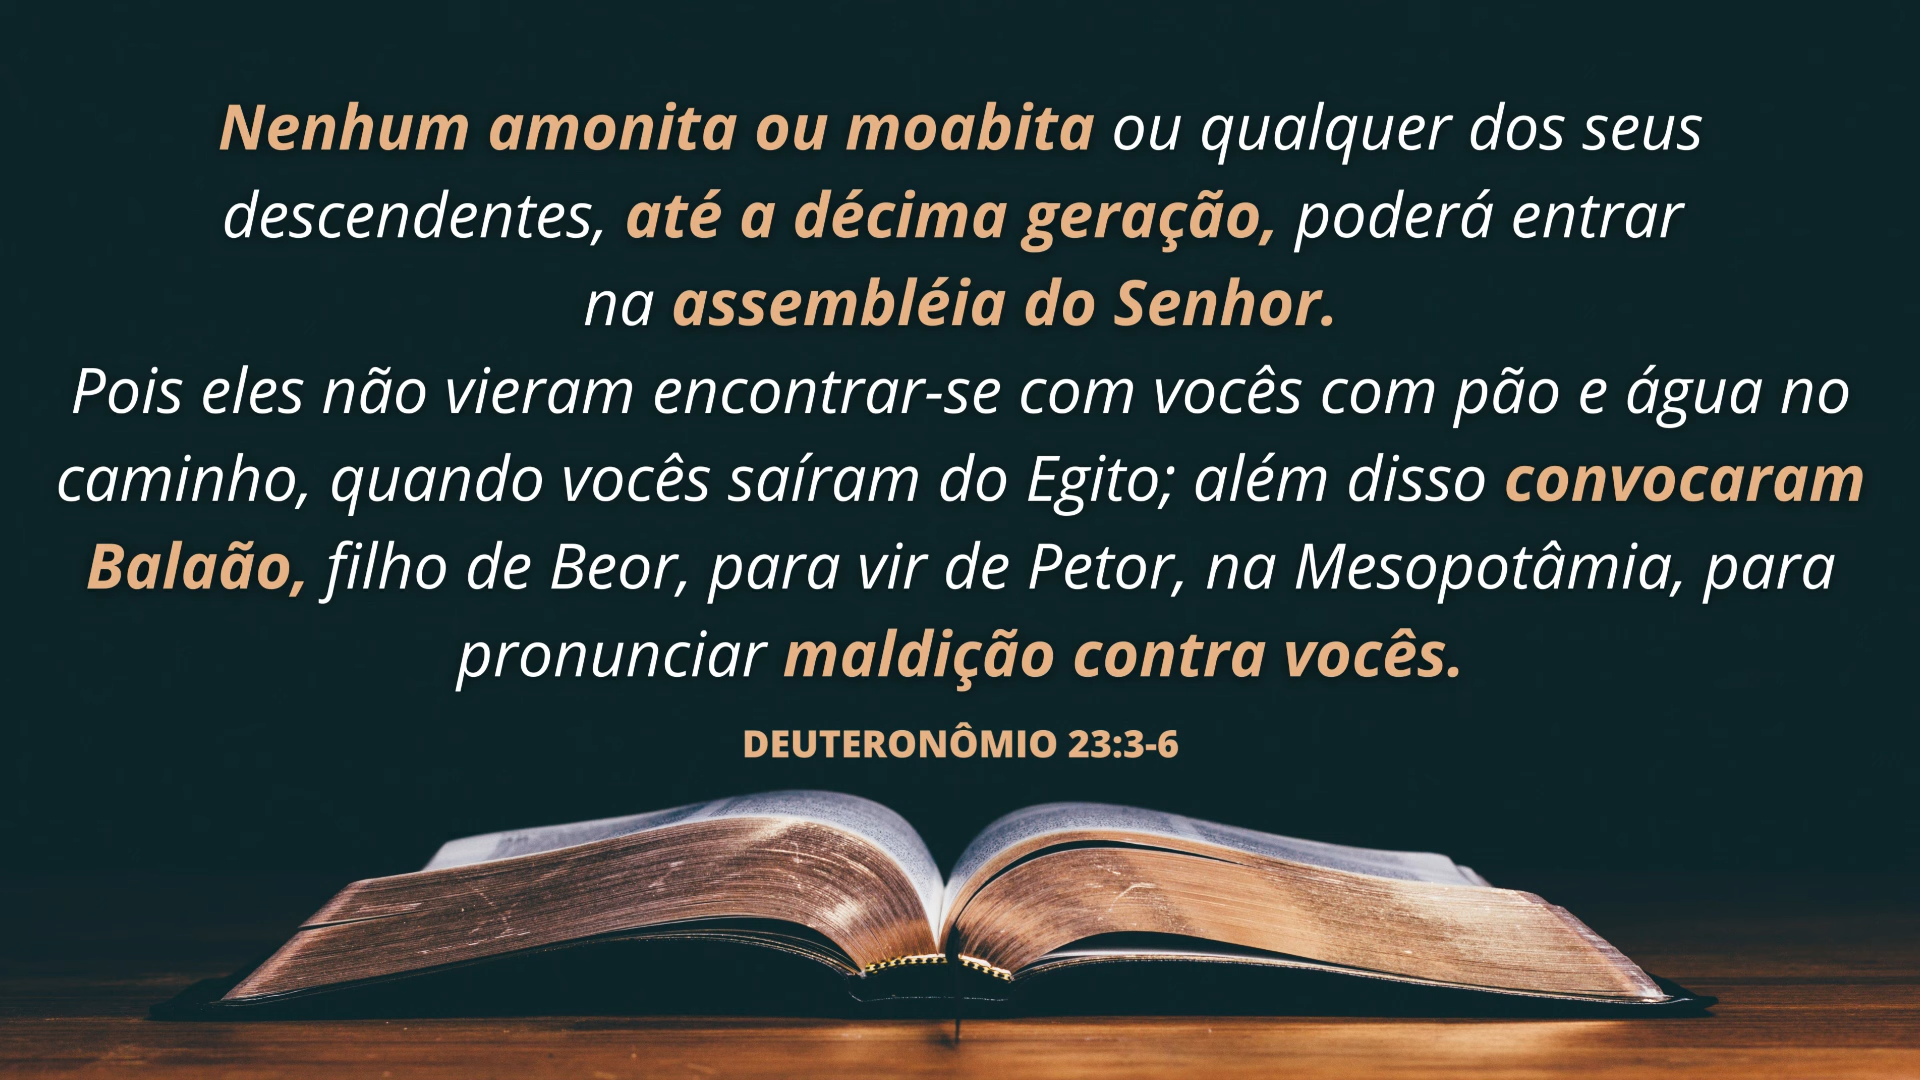 Nenhum amonita ou moabita ou qualquer dos seus
descendentes, até a décima geração, poderá entrar
na assembléia do Senhor.
Pois eles não vieram encontrar-se com vocês com pão e água no
caminho, quando vocês saíram do Egito; além disso convocaram
Balaão, filho de Beor, para vir de Petor, na Mesopotâmia, para
pronunciar maldição contra vocês.
DEUTERONÔMIO 23:3-6